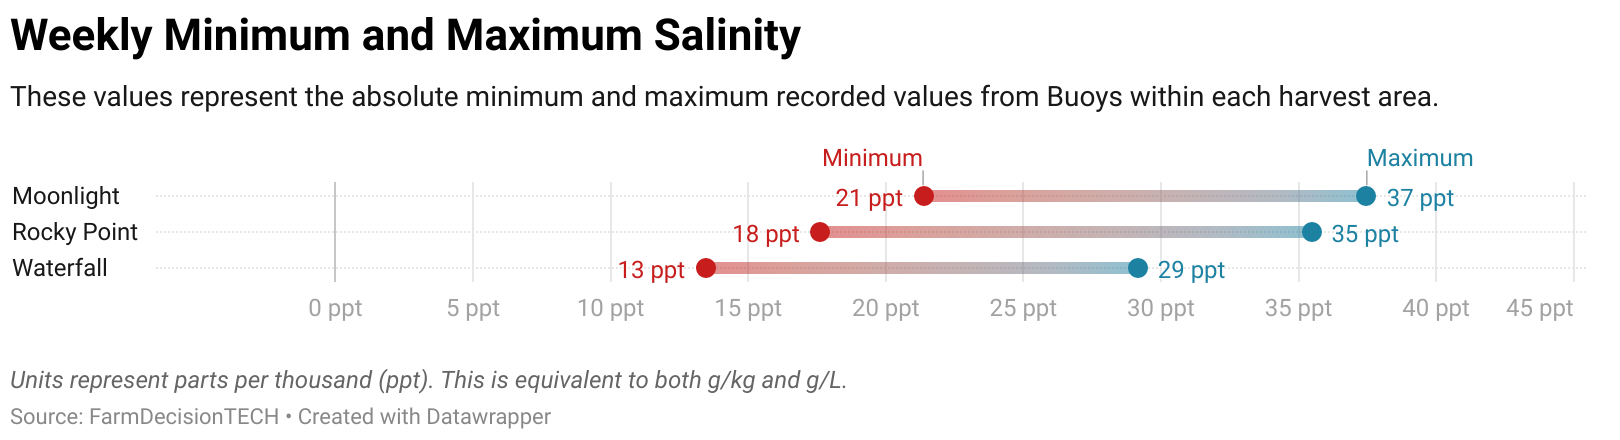 Weekly Minimum and Maximum Salinity
These values represent the absolute minimum and maximum recorded values from Buoys within each harvest area.
Minimum Maximum
Moonlight 21 ppt 37 ppt
Rocky Point 18 ppt 35 ppt
Waterfall 13 ppt 29 ppt
0 ppt 5 ppt 10 ppt 15 ppt 20 ppt 25 ppt 30 ppt 35 ppt 40 ppt 45 ppt
Units represent parts per thousand (ppt). This is equivalent to both g/kg and g/L.
Source: FarmDecisionTECH • Created with Datawrapper